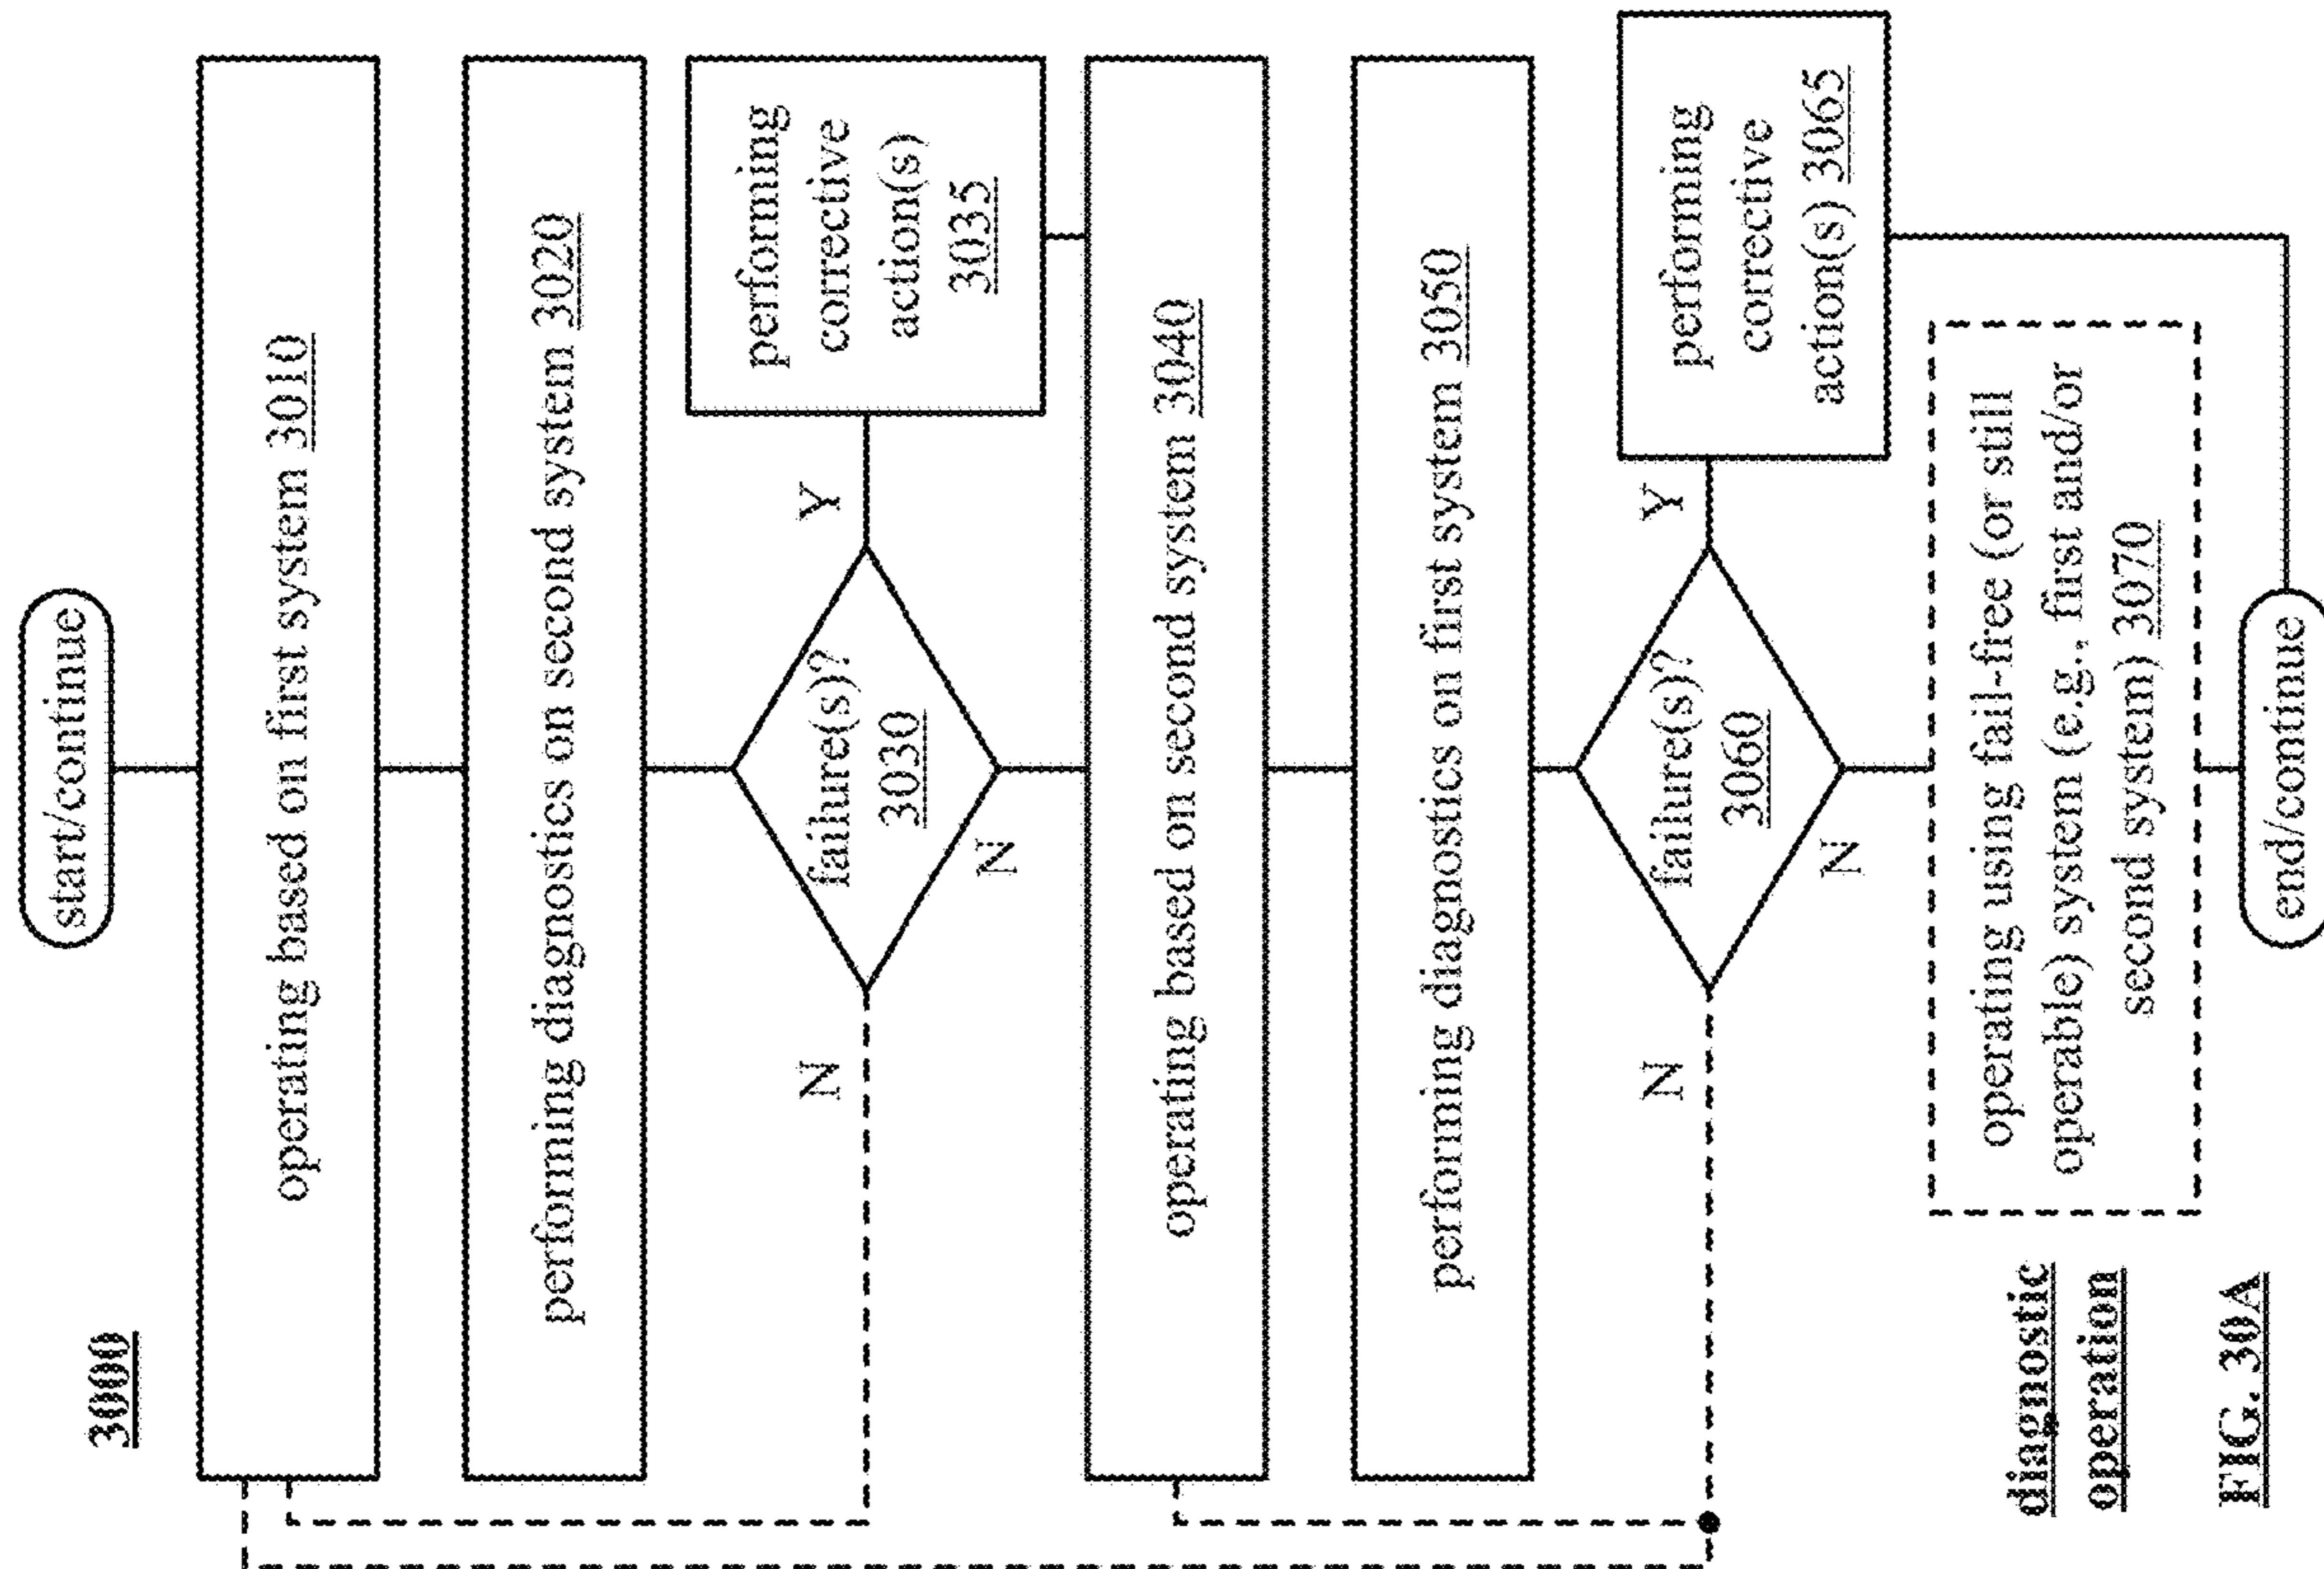 3000
start/continue
operating based on first system 3010
performing diagnostics on second system 3020
failure(s)?
3030
Y
N
N
performing
corrective
action(s)
3035
operating based on second system 3040
performing diagnostics on first system 3050
failure(s)?
3060
Y
N
N
performing
corrective
action(s) 3065
operating using fail-free (or still
operable) system (e.g., first and/or
second system) 3070
end/continue
diagnostic
operation
FIG. 30A